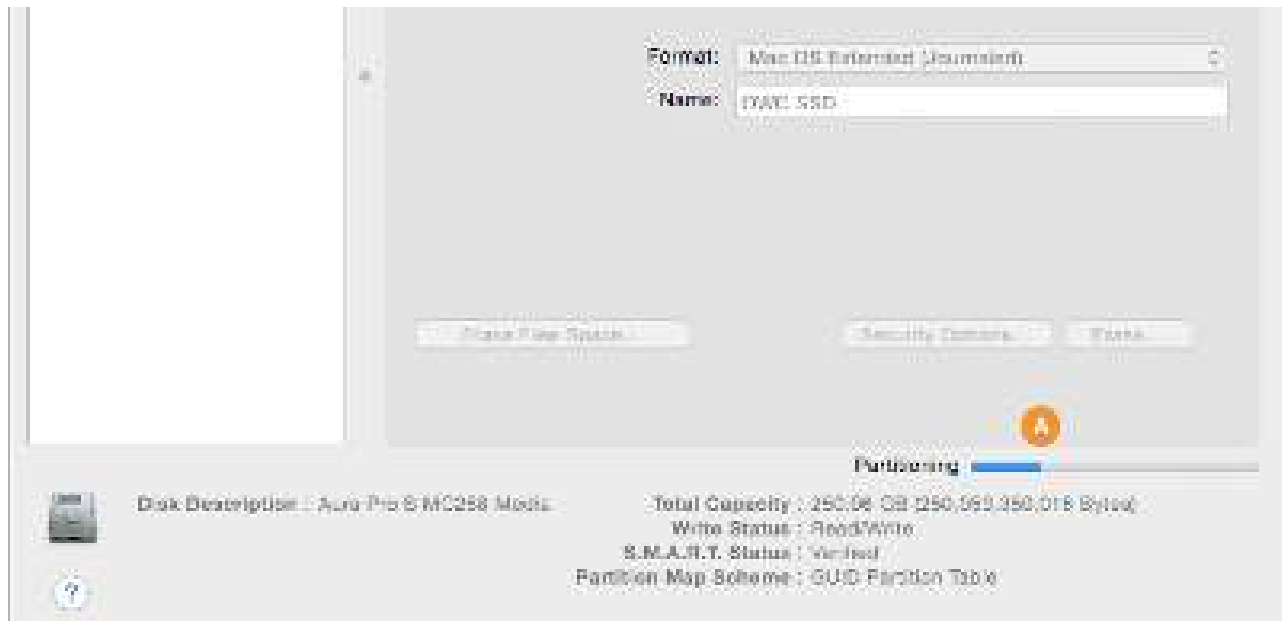 Format: Mac OS Extended (Journaled)
Name: OWC SSD
Erase Free Space...
Security Options... Erase...
A
Partitioning
Disk Description : Aura Pro 6 MC258 Media
Total Capacity : 250.06 GB (250,059,350,016 Bytes)
Write Status : Read/Write
S.M.A.R.T. Status : Verified
Partition Map Scheme : GUID Partition Table
?